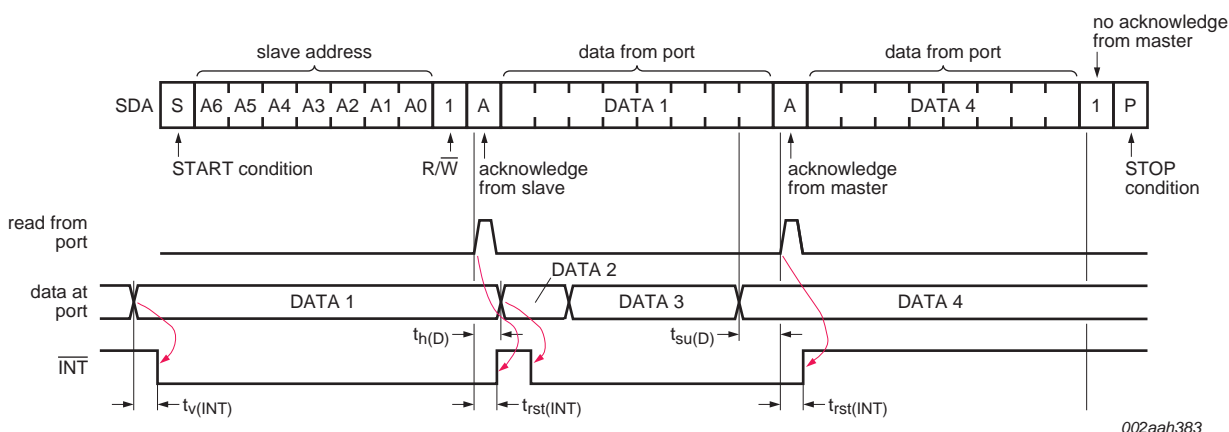 slave address
data from port
data from port
no acknowledge
from master
SDA S A6 A5 A4 A3 A2 A1 A0 1 A DATA 1 A DATA 4 1 P
START condition
R/W̅
acknowledge
from slave
acknowledge
from master
STOP
condition
read from
port
DATA 2
data at
port
DATA 1
DATA 3
DATA 4
th(D)
tsu(D)
I̅N̅T̅
tv(INT)
trst(INT)
trst(INT)
002aah383